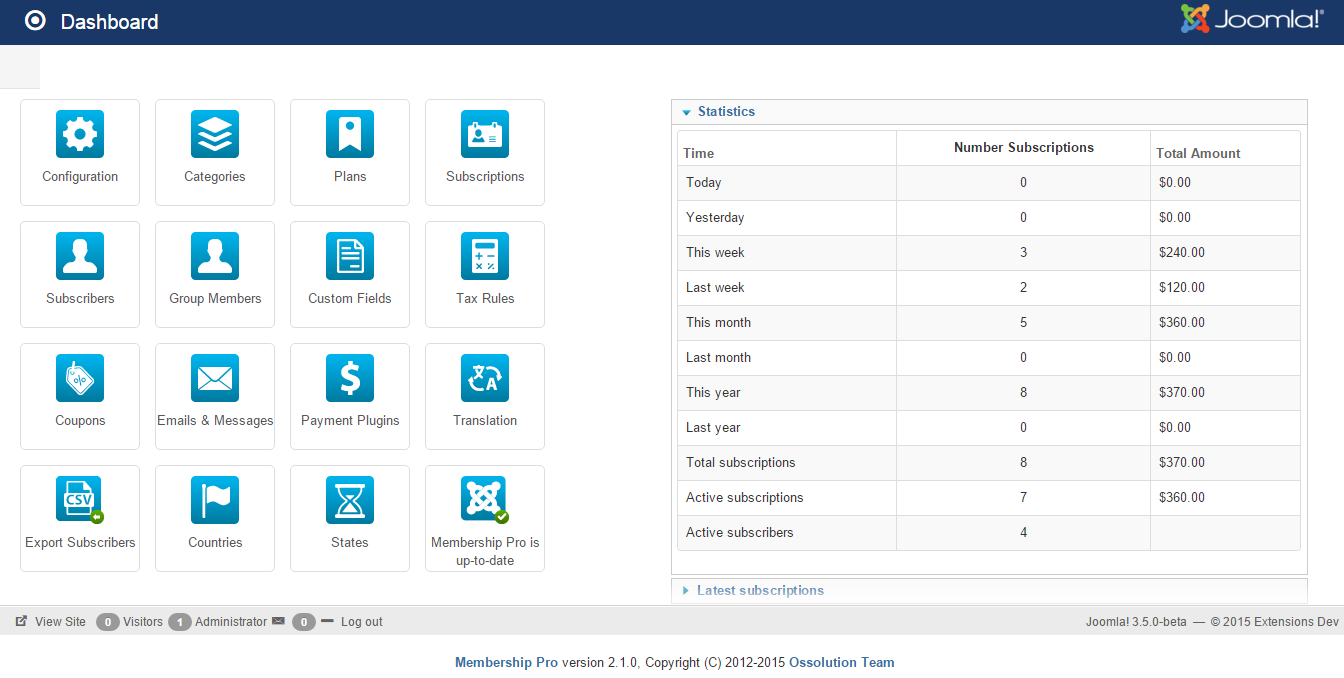 Dashboard
Joomla!®
Configuration Categories Plans Subscriptions
Subscribers Group Members Custom Fields Tax Rules
Coupons Emails & Messages Payment Plugins Translation
CSV
Export Subscribers Countries States Membership Pro is
up-to-date
Statistics
Time Number Subscriptions Total Amount
Today 0 $0.00
Yesterday 0 $0.00
This week 3 $240.00
Last week 2 $120.00
This month 5 $360.00
Last month 0 $0.00
This year 8 $370.00
Last year 0 $0.00
Total subscriptions 8 $370.00
Active subscriptions 7 $360.00
Active subscribers 4
Latest subscriptions
View Site 0 Visitors 1 Administrator 0 Log out Joomla! 3.5.0-beta — © 2015 Extensions Dev
Membership Pro version 2.1.0, Copyright (C) 2012-2015 Ossolution Team